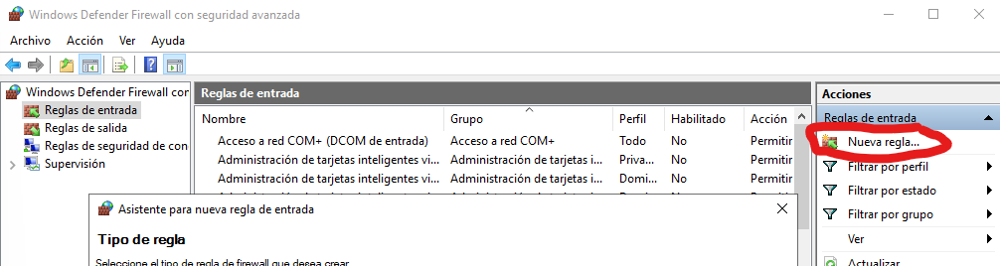 Windows Defender Firewall con seguridad avanzada
Archivo Acción Ver Ayuda
Windows Defender Firewall con
Reglas de entrada
Reglas de salida
Reglas de seguridad de con
Supervisión
Reglas de entrada
Nombre Grupo Perfil Habilitado Acción
Acceso a red COM+ (DCOM de entrada) Acceso a red COM+ Todo No Permitir
Administración de tarjetas inteligentes vi... Administración de tarjetas i... Priva... No Permitir
Administración de tarjetas inteligentes vi... Administración de tarjetas i... Domi... No Permitir
Asistente para nueva regla de entrada
Tipo de regla
Seleccione el tipo de regla de firewall que desea crear
Acciones
Reglas de entrada
Nueva regla...
Filtrar por perfil
Filtrar por estado
Filtrar por grupo
Ver
Actualizar